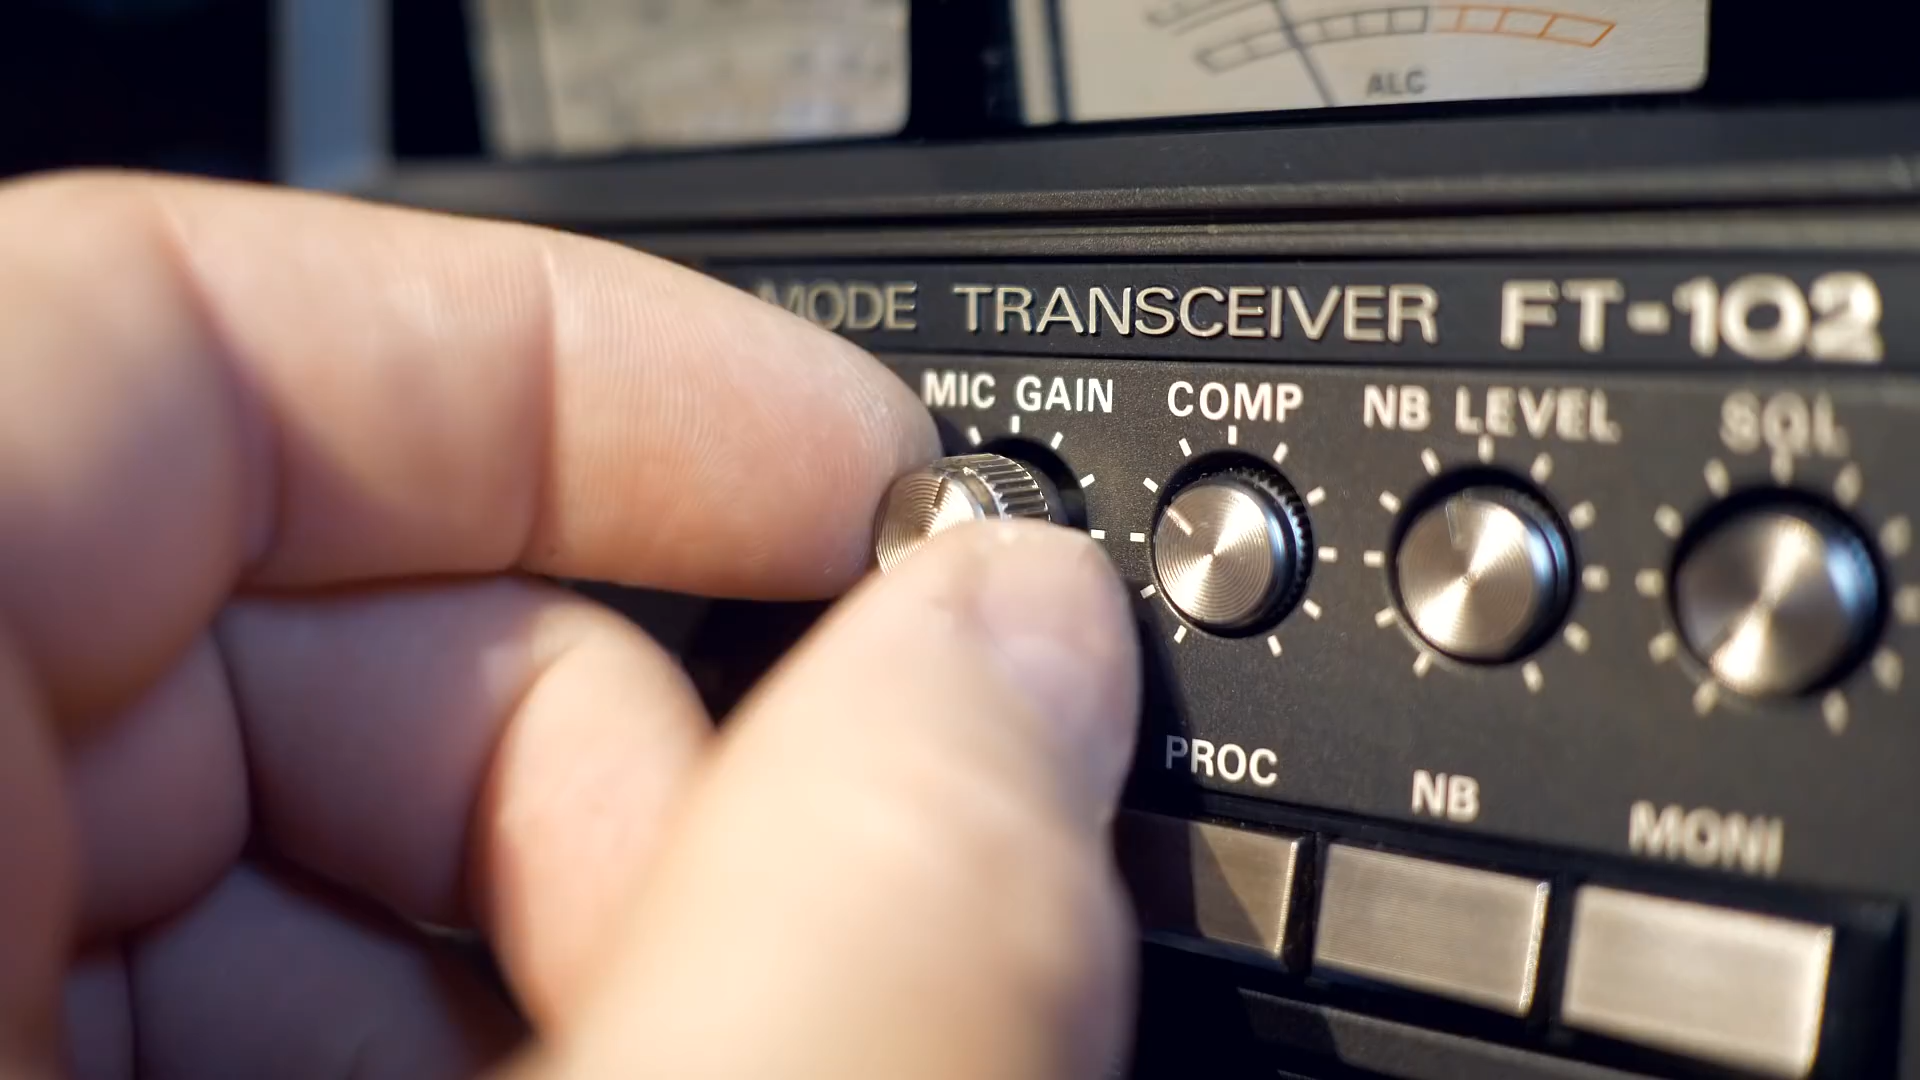 ALC
MODE TRANSCEIVER FT-102
MIC GAIN COMP NB LEVEL SQL
PROC NB MONI